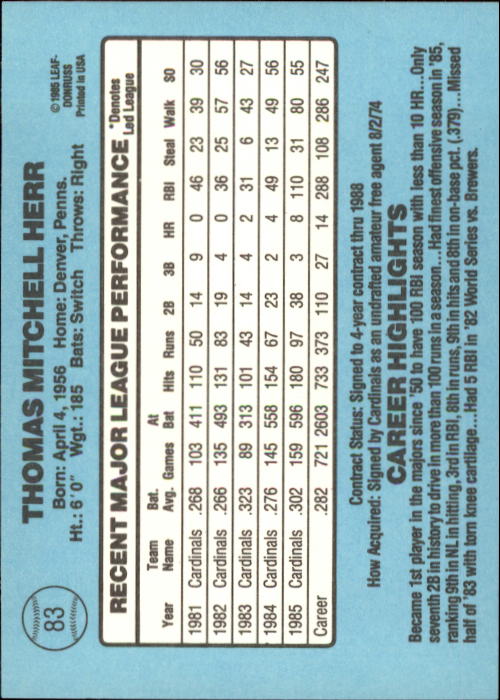 83
THOMAS MITCHELL HERR
Born: April 4, 1956 Home: Denver, Penns.
Ht.: 6'0" Wgt.: 185 Bats: Switch Throws: Right
© 1985 LEAF-
DONRUSS
Printed in USA
RECENT MAJOR LEAGUE PERFORMANCE
*Denotes
Led League
Team Bat. At
Year Name Avg. Games Bat Hits Runs 2B 3B HR RBI Steal Walk SO
1981 Cardinals .268 103 411 110 50 14 9 0 46 23 39 30
1982 Cardinals .266 135 493 131 83 19 4 0 36 25 57 56
1983 Cardinals .323 89 313 101 43 14 4 2 31 6 43 27
1984 Cardinals .276 145 558 154 67 23 2 4 49 13 49 56
1985 Cardinals .302 159 596 180 97 38 3 8 110 31 80 55
Career .282 721 2603 733 373 110 27 14 288 108 286 247
Contract Status: Signed to 4-year contract thru 1988
How Acquired: Signed by Cardinals as an undrafted amateur free agent 8/2/74
CAREER HIGHLIGHTS
Became 1st player in the majors since '50 to have 100 RBI season with less than 10 HR...Only
seventh 2B in history to drive in more than 100 runs in a season...Had finest offensive season in '85,
ranking 9th in NL in hitting, 3rd in RBI, 8th in runs, 9th in hits and 8th in on-base pct. (.379)...Missed
half of '83 with torn knee cartilage...Had 5 RBI in '82 World Series vs. Brewers.